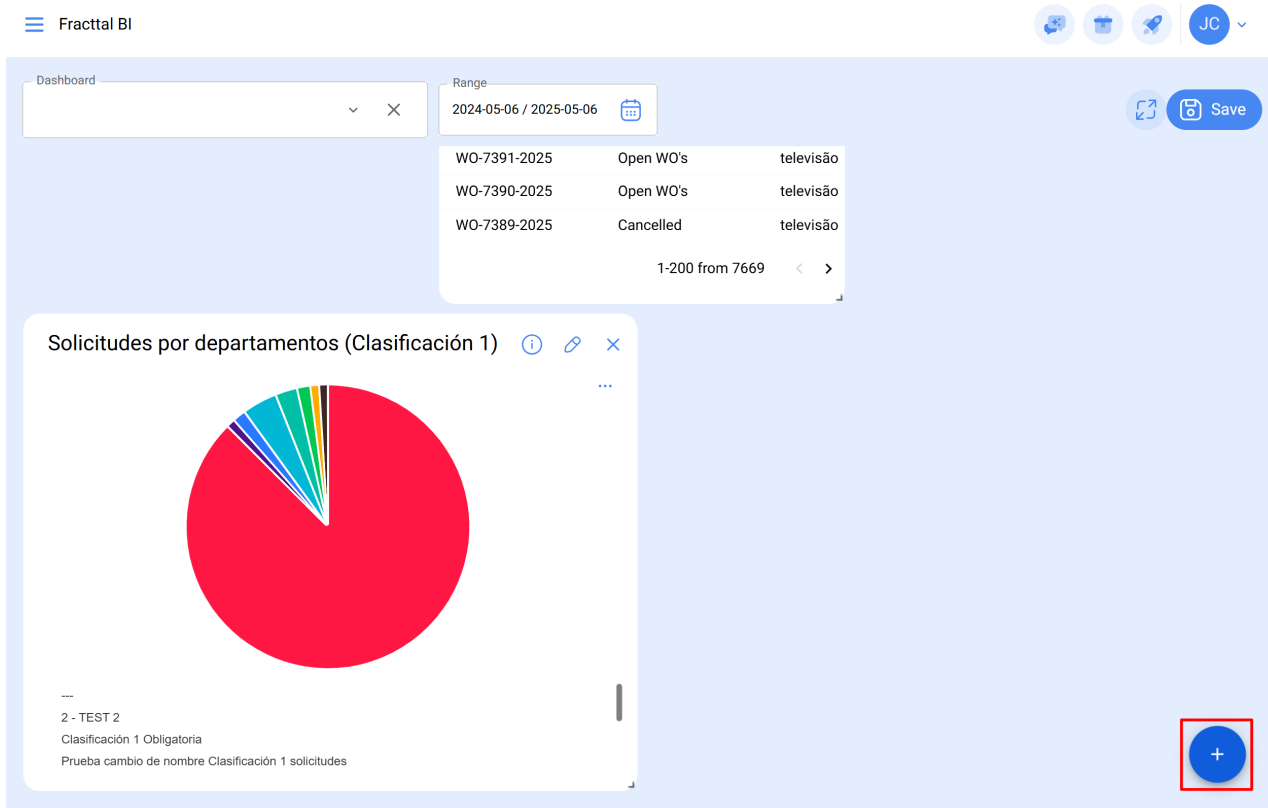 Fracttal BI
JC
Dashboard
Range
2024-05-06 / 2025-05-06
Save
WO-7391-2025 Open WO's televisão
WO-7390-2025 Open WO's televisão
WO-7389-2025 Cancelled televisão
1-200 from 7669
Solicitudes por departamentos (Clasificación 1)
---
2 - TEST 2
Clasificación 1 Obligatoria
Prueba cambio de nombre Clasificación 1 solicitudes